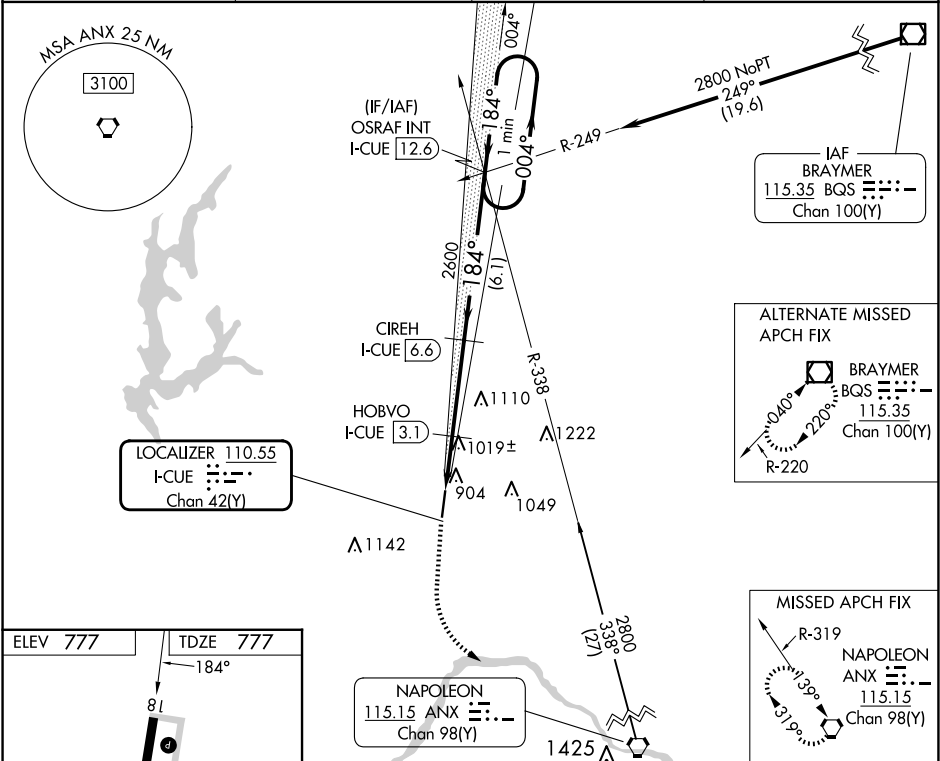 MSA ANX 25 NM
3100
004°
184°
1 min
004°
(IF/IAF)
OSRAF INT
I-CUE 12.6
2800 NoPT
249°
(19.6)
R-249
IAF
BRAYMER
115.35 BQS
Chan 100(Y)
2600
184°
(6.1)
CIREH
I-CUE 6.6
R-338
HOBVO
I-CUE 3.1
1110
1019±
1222
904
1049
1142
LOCALIZER 110.55
I-CUE
Chan 42(Y)
ALTERNATE MISSED
APCH FIX
BRAYMER
BQS
115.35
Chan 100(Y)
040°
220°
R-220
2800
338°
(27)
NAPOLEON
115.15 ANX
Chan 98(Y)
1425
MISSED APCH FIX
R-319
NAPOLEON
ANX
115.15
Chan 98(Y)
139°
319°
ELEV 777
TDZE 777
184°
18
P